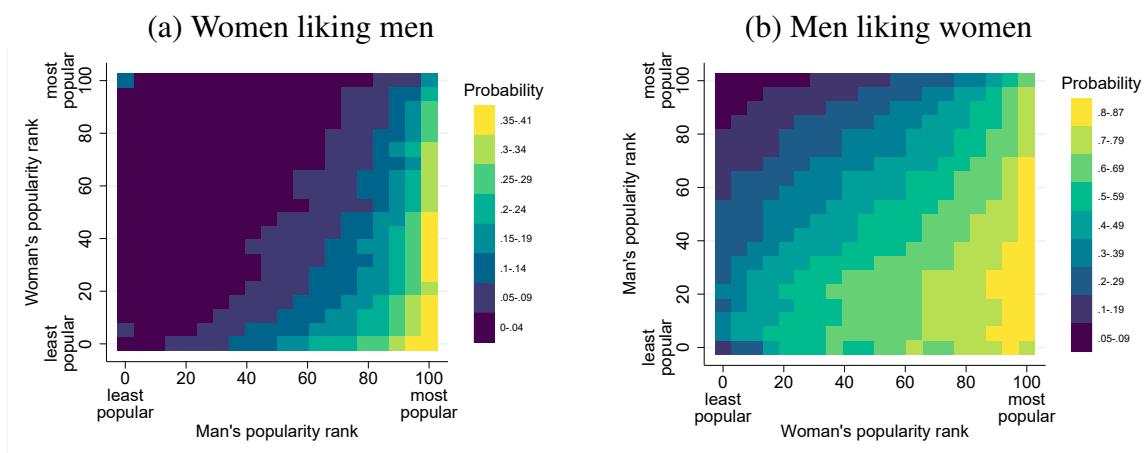 (a) Women liking men
most
popular
100
80
60
40
20
0
least
popular
Woman's popularity rank
0
20
40
60
80
100
least
popular
most
popular
Man's popularity rank
Probability
.35-.41
.3-.34
.25-.29
.2-.24
.15-.19
.1-.14
.05-.09
0-.04
(b) Men liking women
most
popular
100
80
60
40
20
0
least
popular
Man's popularity rank
0
20
40
60
80
100
least
popular
most
popular
Woman's popularity rank
Probability
.8-.87
.7-.79
.6-.69
.5-.59
.4-.49
.3-.39
.2-.29
.1-.19
.05-.09